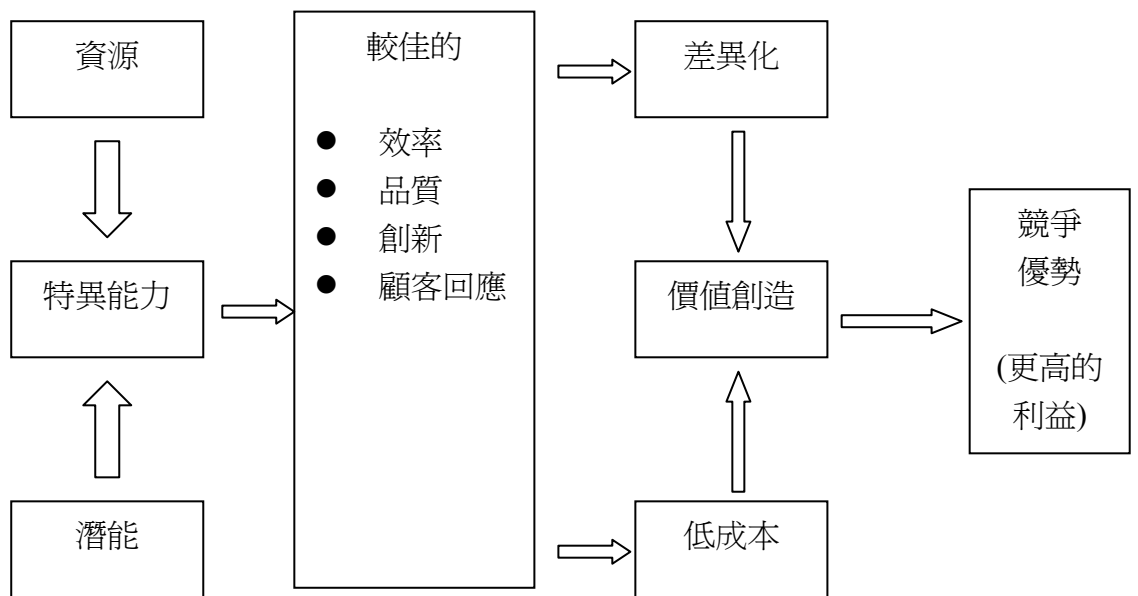 資源
特異能力
潛能
較佳的
● 效率
● 品質
● 創新
● 顧客回應
差異化
價值創造
低成本
競爭
優勢
(更高的
利益)